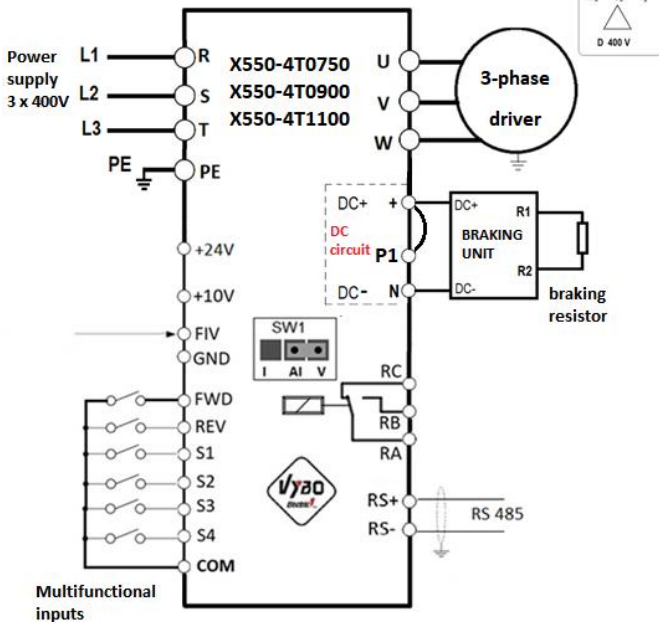 D 400 V
Power
supply
3 x 400V
L1
L2
L3
PE
R
S
T
PE
X550-4T0750
X550-4T0900
X550-4T1100
U
V
W
3-phase
driver
+24V
+10V
FIV
GND
FWD
REV
S1
S2
S3
S4
COM
Multifunctional
inputs
DC+ +
DC
circuit
P1
DC- N
DC+
BRAKING
UNIT
DC-
R1
R2
braking
resistor
SW1
I AI V
RC
RB
RA
VYBO
Electric
RS+
RS-
RS 485